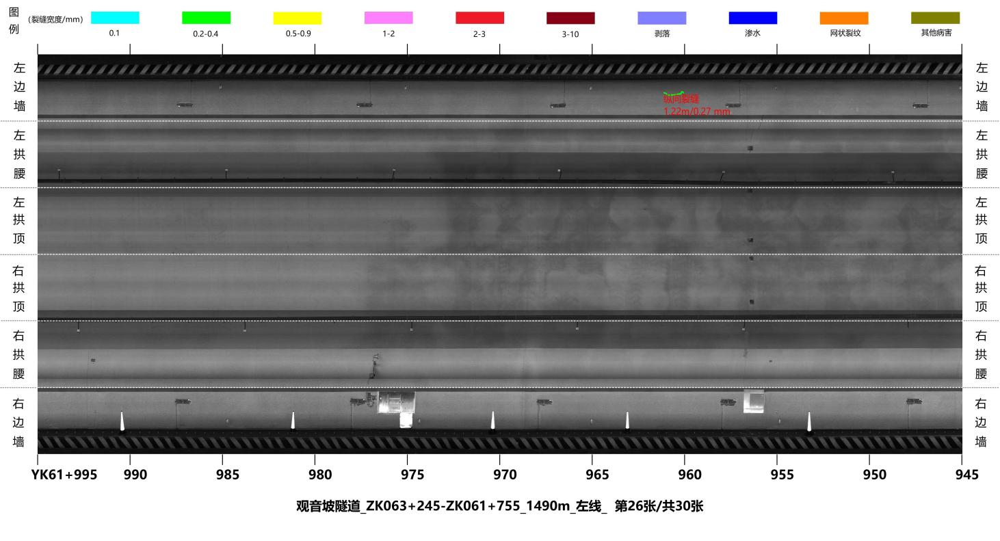 图例
(裂缝宽度/mm)
0.1
0.2-0.4
0.5-0.9
1-2
2-3
3-10
剥落
渗水
网状裂纹
其他病害
左边墙
左边墙
纵向裂缝
1.22m/0.27 mm
左拱腰
左拱腰
左拱顶
左拱顶
右拱顶
右拱顶
右拱腰
右拱腰
右边墙
右边墙
YK61+995
990
985
980
975
970
965
960
955
950
945
观音坡隧道_ZK063+245-ZK061+755_1490m_左线_ 第26张/共30张